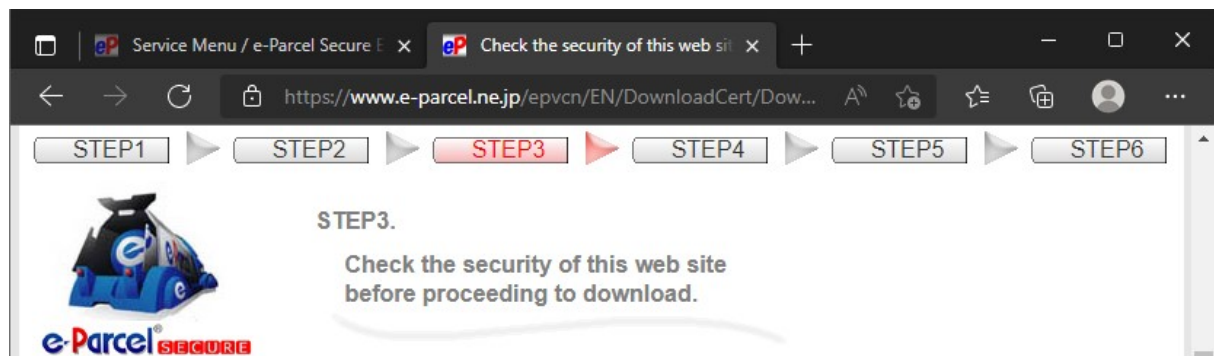 Service Menu / e-Parcel Secure E
Check the security of this web sit
https://www.e-parcel.ne.jp/epvcn/EN/DownloadCert/Dow...
STEP1 STEP2 STEP3 STEP4 STEP5 STEP6
STEP3.
Check the security of this web site
before proceeding to download.
e-Parcel® SECURE